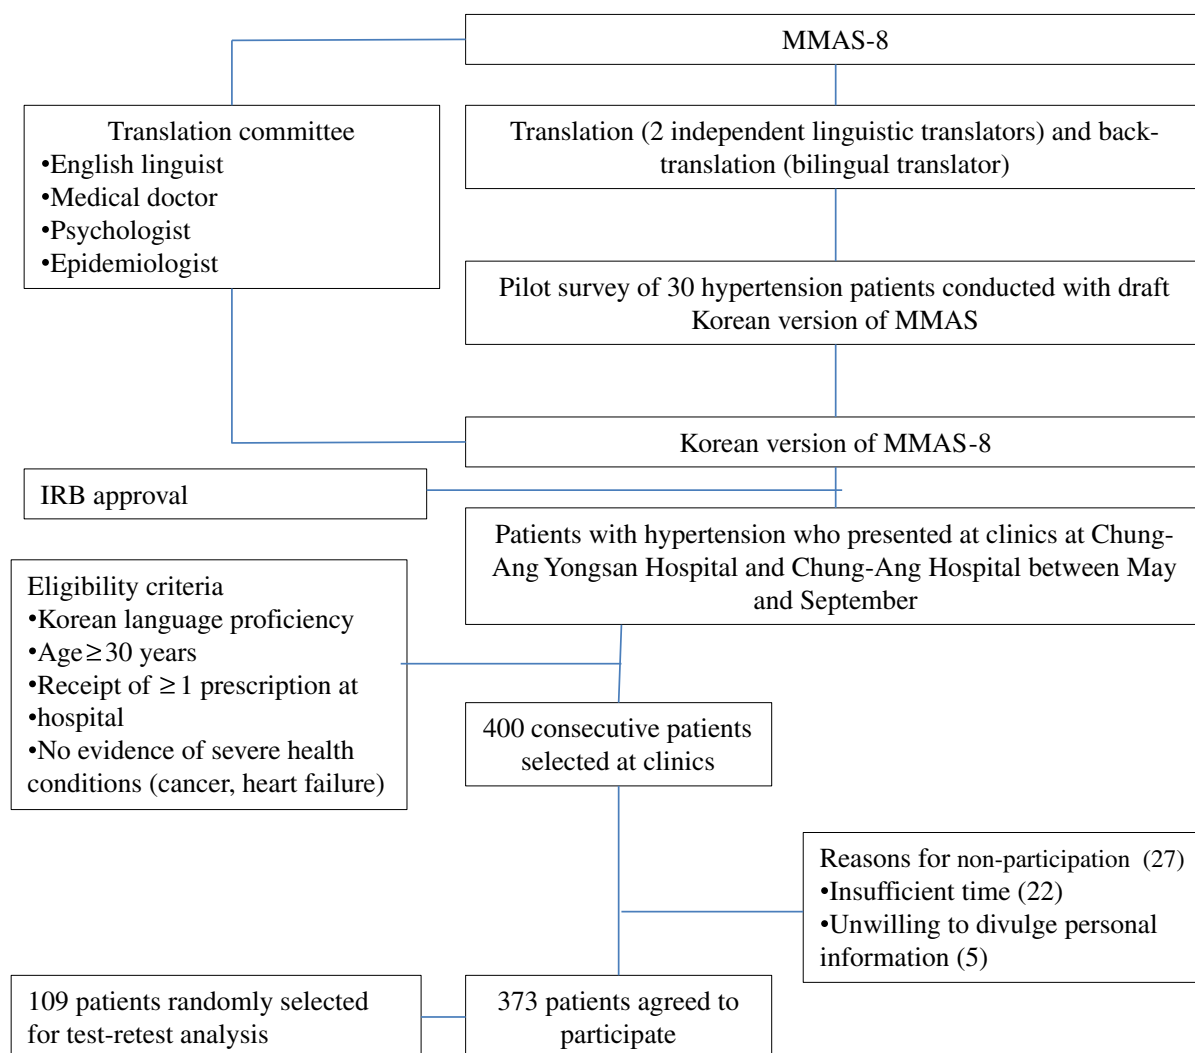 MMAS-8
Translation committee
•English linguist
•Medical doctor
•Psychologist
•Epidemiologist
Translation (2 independent linguistic translators) and back-
translation (bilingual translator)
Pilot survey of 30 hypertension patients conducted with draft
Korean version of MMAS
Korean version of MMAS-8
IRB approval
Patients with hypertension who presented at clinics at Chung-
Ang Yongsan Hospital and Chung-Ang Hospital between May
and September
Eligibility criteria
•Korean language proficiency
•Age≥30 years
•Receipt of ≥1 prescription at
•hospital
•No evidence of severe health
conditions (cancer, heart failure)
400 consecutive patients
selected at clinics
Reasons for non-participation (27)
•Insufficient time (22)
•Unwilling to divulge personal
information (5)
109 patients randomly selected
for test-retest analysis
373 patients agreed to
participate